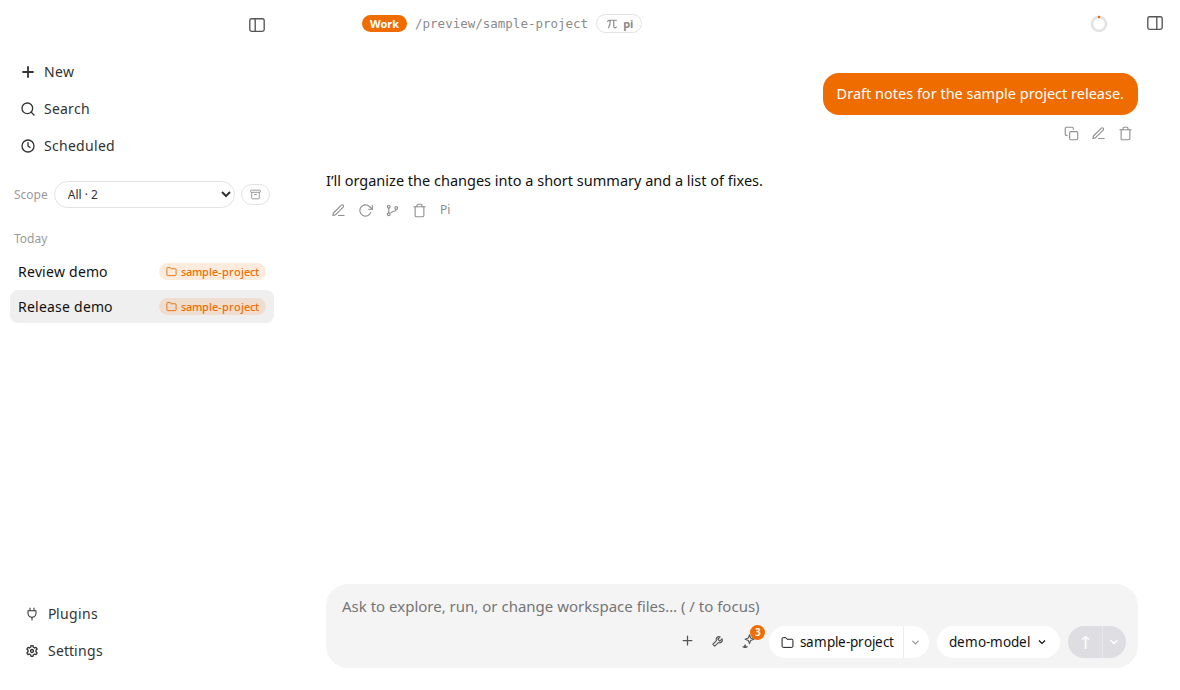 Work /preview/sample-project pi
New
Search
Scheduled
Scope All · 2
Today
Review demo sample-project
Release demo sample-project
Plugins
Settings
Draft notes for the sample project release.
I’ll organize the changes into a short summary and a list of fixes.
Pi
Ask to explore, run, or change workspace files… ( / to focus)
3
sample-project
demo-model